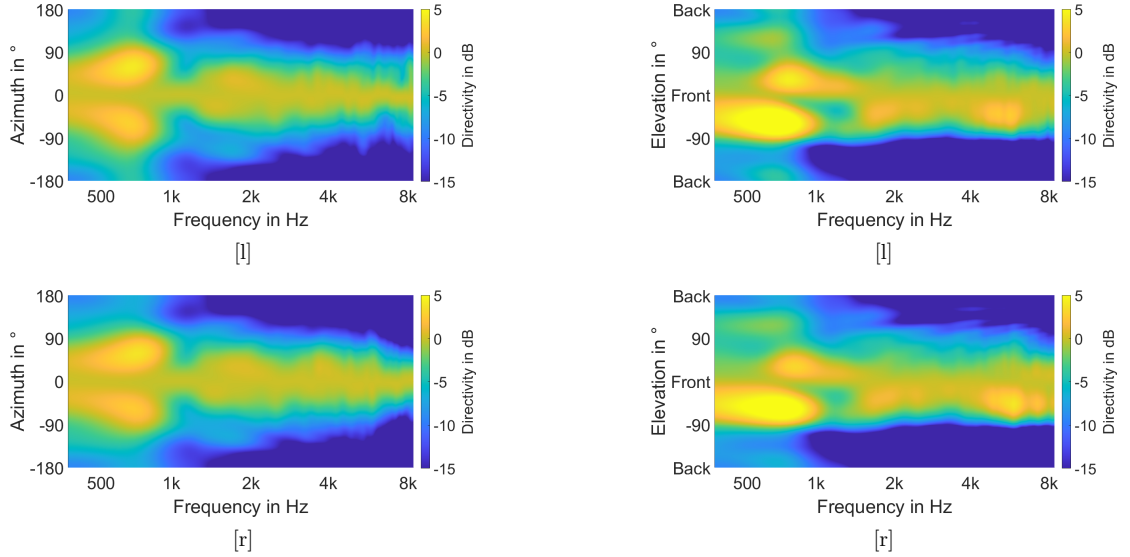 180
90
0
-90
-180
Azimuth in °
500 1k 2k 4k 8k
Frequency in Hz
5
0
-5
-10
-15
Directivity in dB
[l]
Back
90
Front
-90
Back
Elevation in °
500 1k 2k 4k 8k
Frequency in Hz
5
0
-5
-10
-15
Directivity in dB
[l]
180
90
0
-90
-180
Azimuth in °
500 1k 2k 4k 8k
Frequency in Hz
5
0
-5
-10
-15
Directivity in dB
[r]
Back
90
Front
-90
Back
Elevation in °
500 1k 2k 4k 8k
Frequency in Hz
5
0
-5
-10
-15
Directivity in dB
[r]